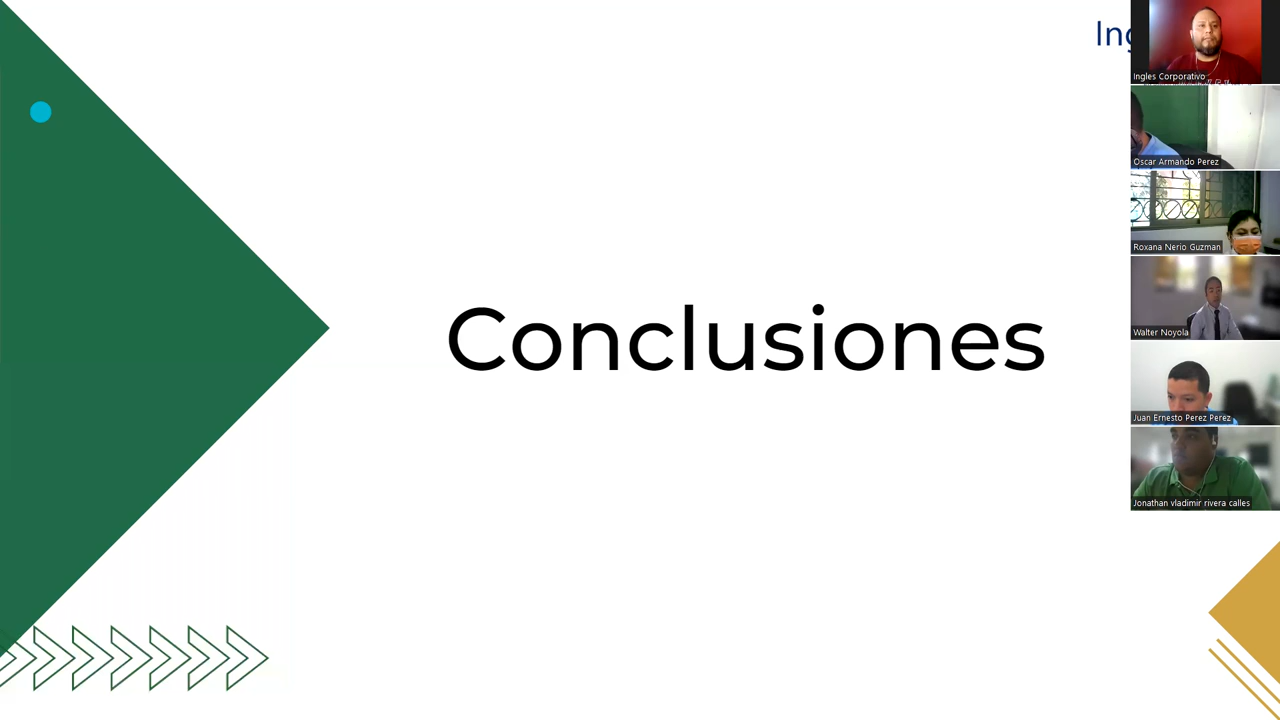 Conclusiones
Ingles Corporativo
Oscar Armando Perez
Roxana Nerio Guzman
Walter Noyola
Juan Ernesto Perez Perez
Jonathan vladimir rivera calles